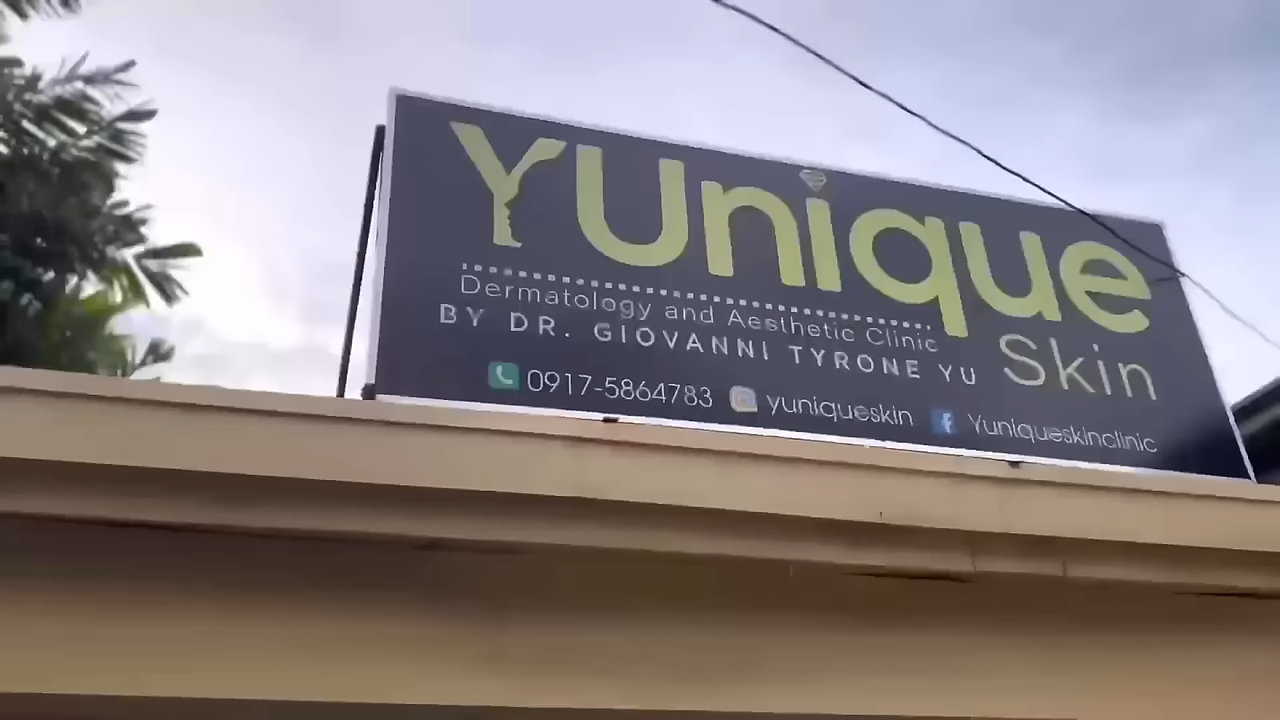 YUnique
Skin
Dermatology and Aesthetic Clinic
BY DR. GIOVANNI TYRONE YU
0917-5864783 yuniqueskin Yuniqueskinclinic